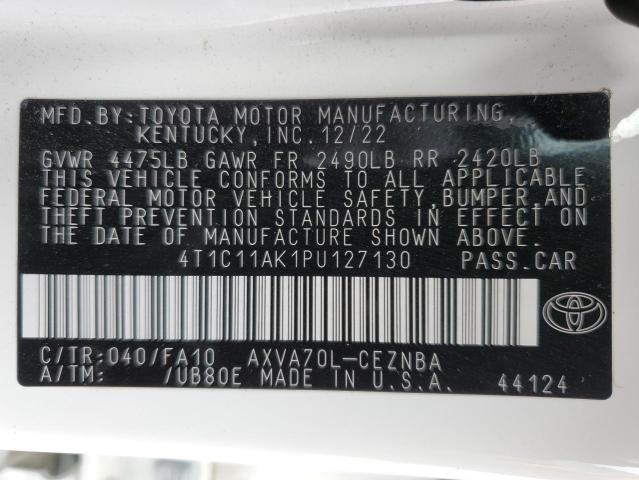 MFD.BY:TOYOTA MOTOR MANUFACTURING,
KENTUCKY, INC. 12/22
GVWR 4475LB GAWR FR 2490LB RR 2420LB
THIS VEHICLE CONFORMS TO ALL APPLICABLE
FEDERAL MOTOR VEHICLE SAFETY,BUMPER,AND
THEFT PREVENTION STANDARDS IN EFFECT ON
THE DATE OF MANUFACTURE SHOWN ABOVE.
4T1C11AK1PU127130 PASS.CAR
C/TR:040/FA10 AXVA70L-CEZNBA
A/TM: /UB80E MADE IN U.S.A. 44124